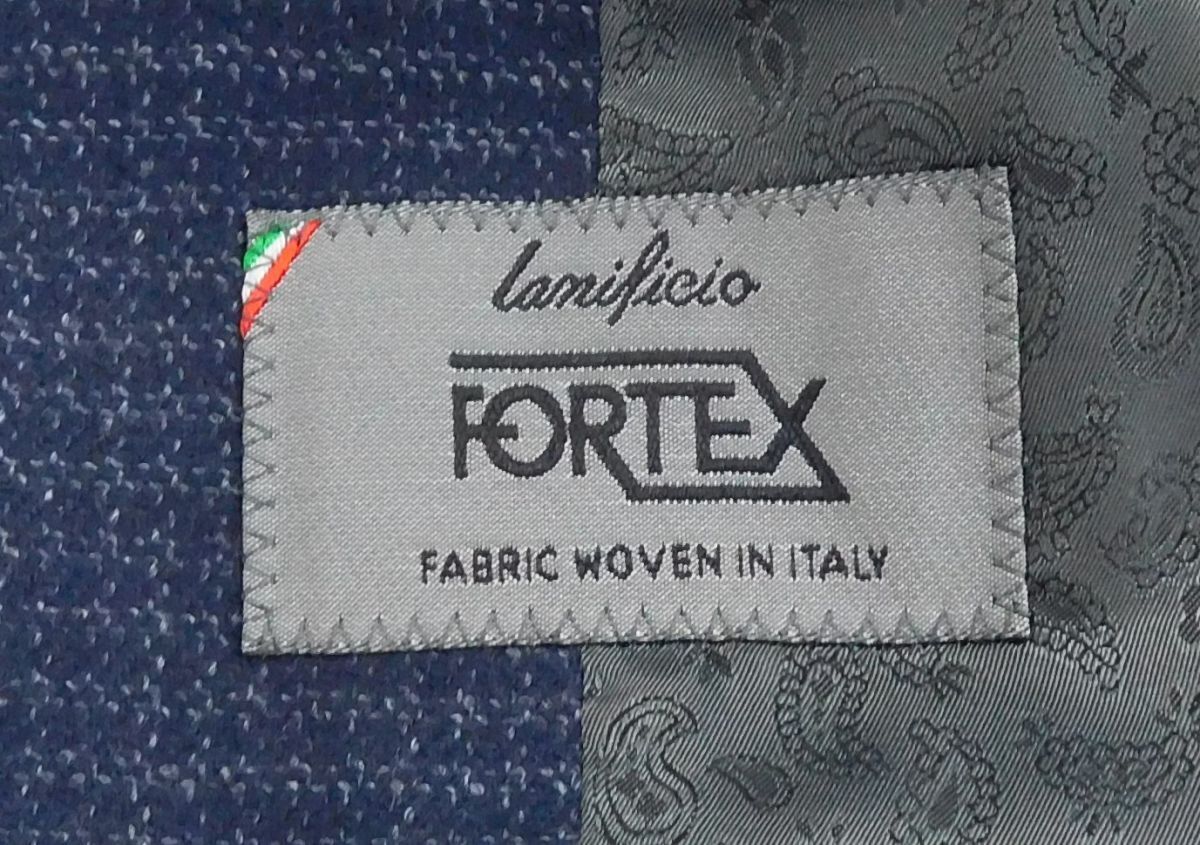 lanificio
FORTEX
FABRIC WOVEN IN ITALY